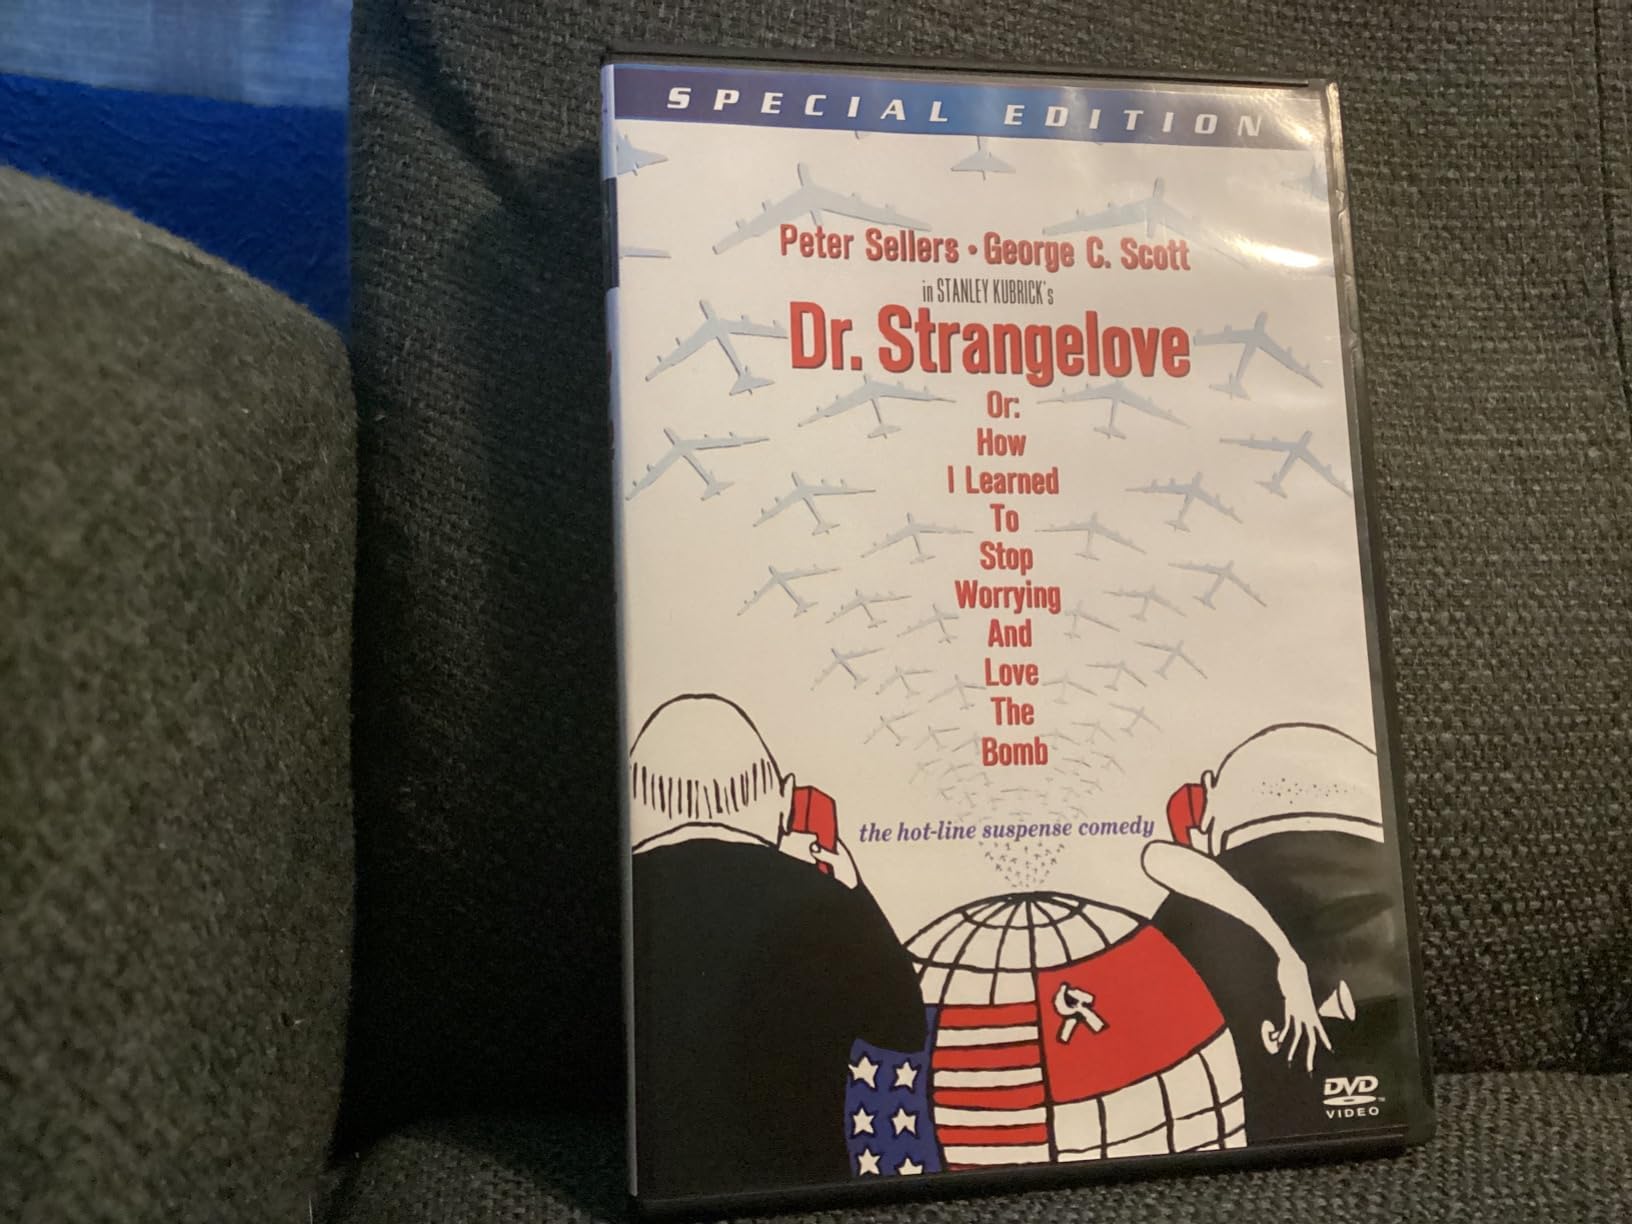 SPECIAL EDITION
Peter Sellers • George C. Scott
in STANLEY KUBRICK's
Dr. Strangelove
Or:
How
I Learned
To
Stop
Worrying
And
Love
The
Bomb
the hot-line suspense comedy
DVD
VIDEO